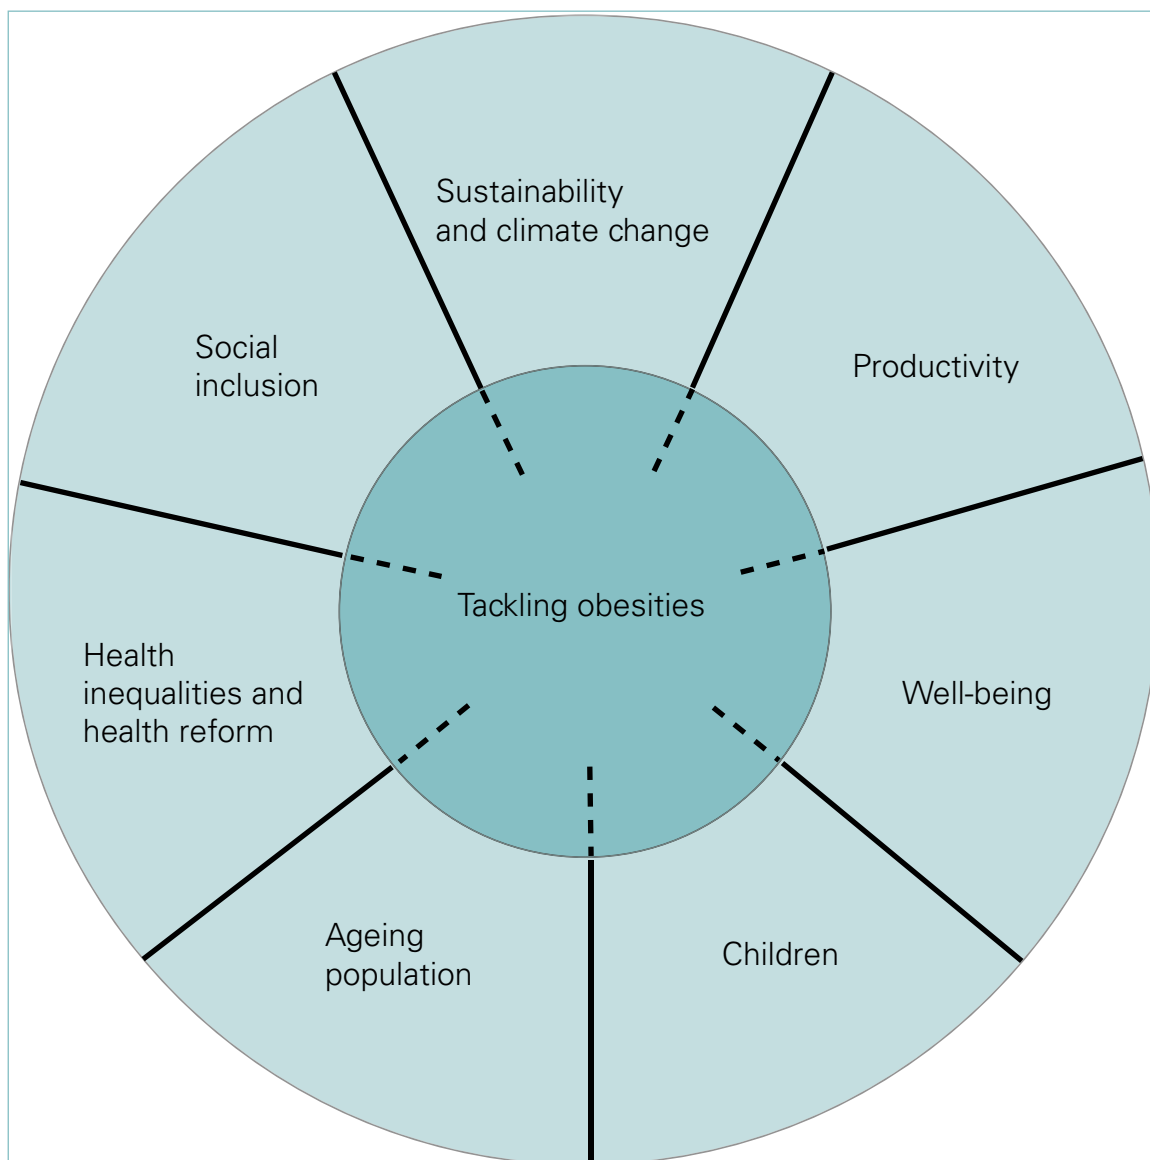 Sustainability
and climate change
Productivity
Social
inclusion
Tackling obesities
Health
inequalities and
health reform
Well-being
Ageing
population
Children